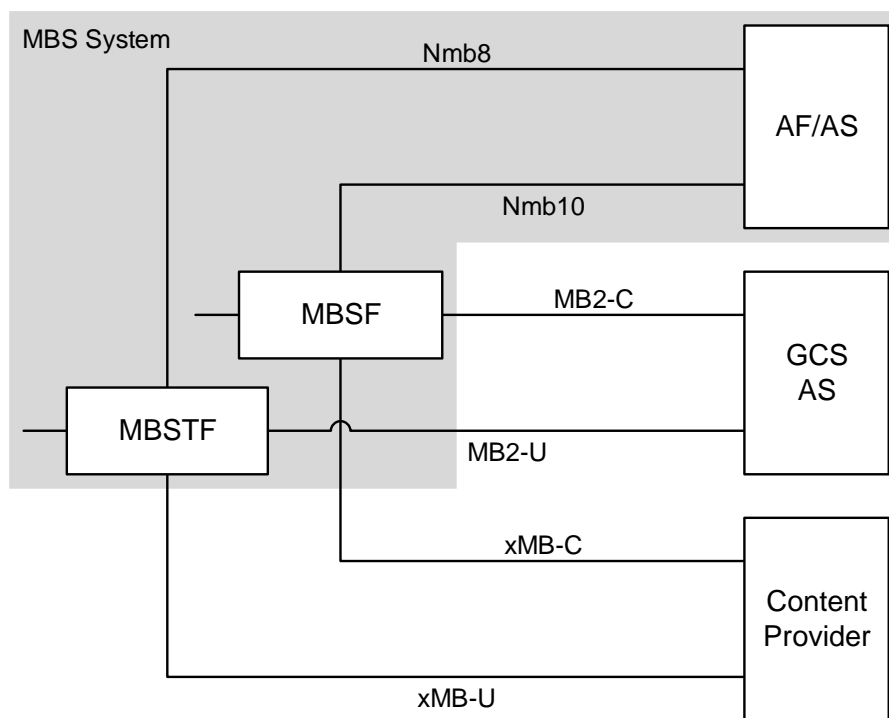 MBS System
Nmb8
AF/AS
Nmb10
MBSF
MB2-C
GCS
AS
MBSTF
MB2-U
xMB-C
Content
Provider
xMB-U